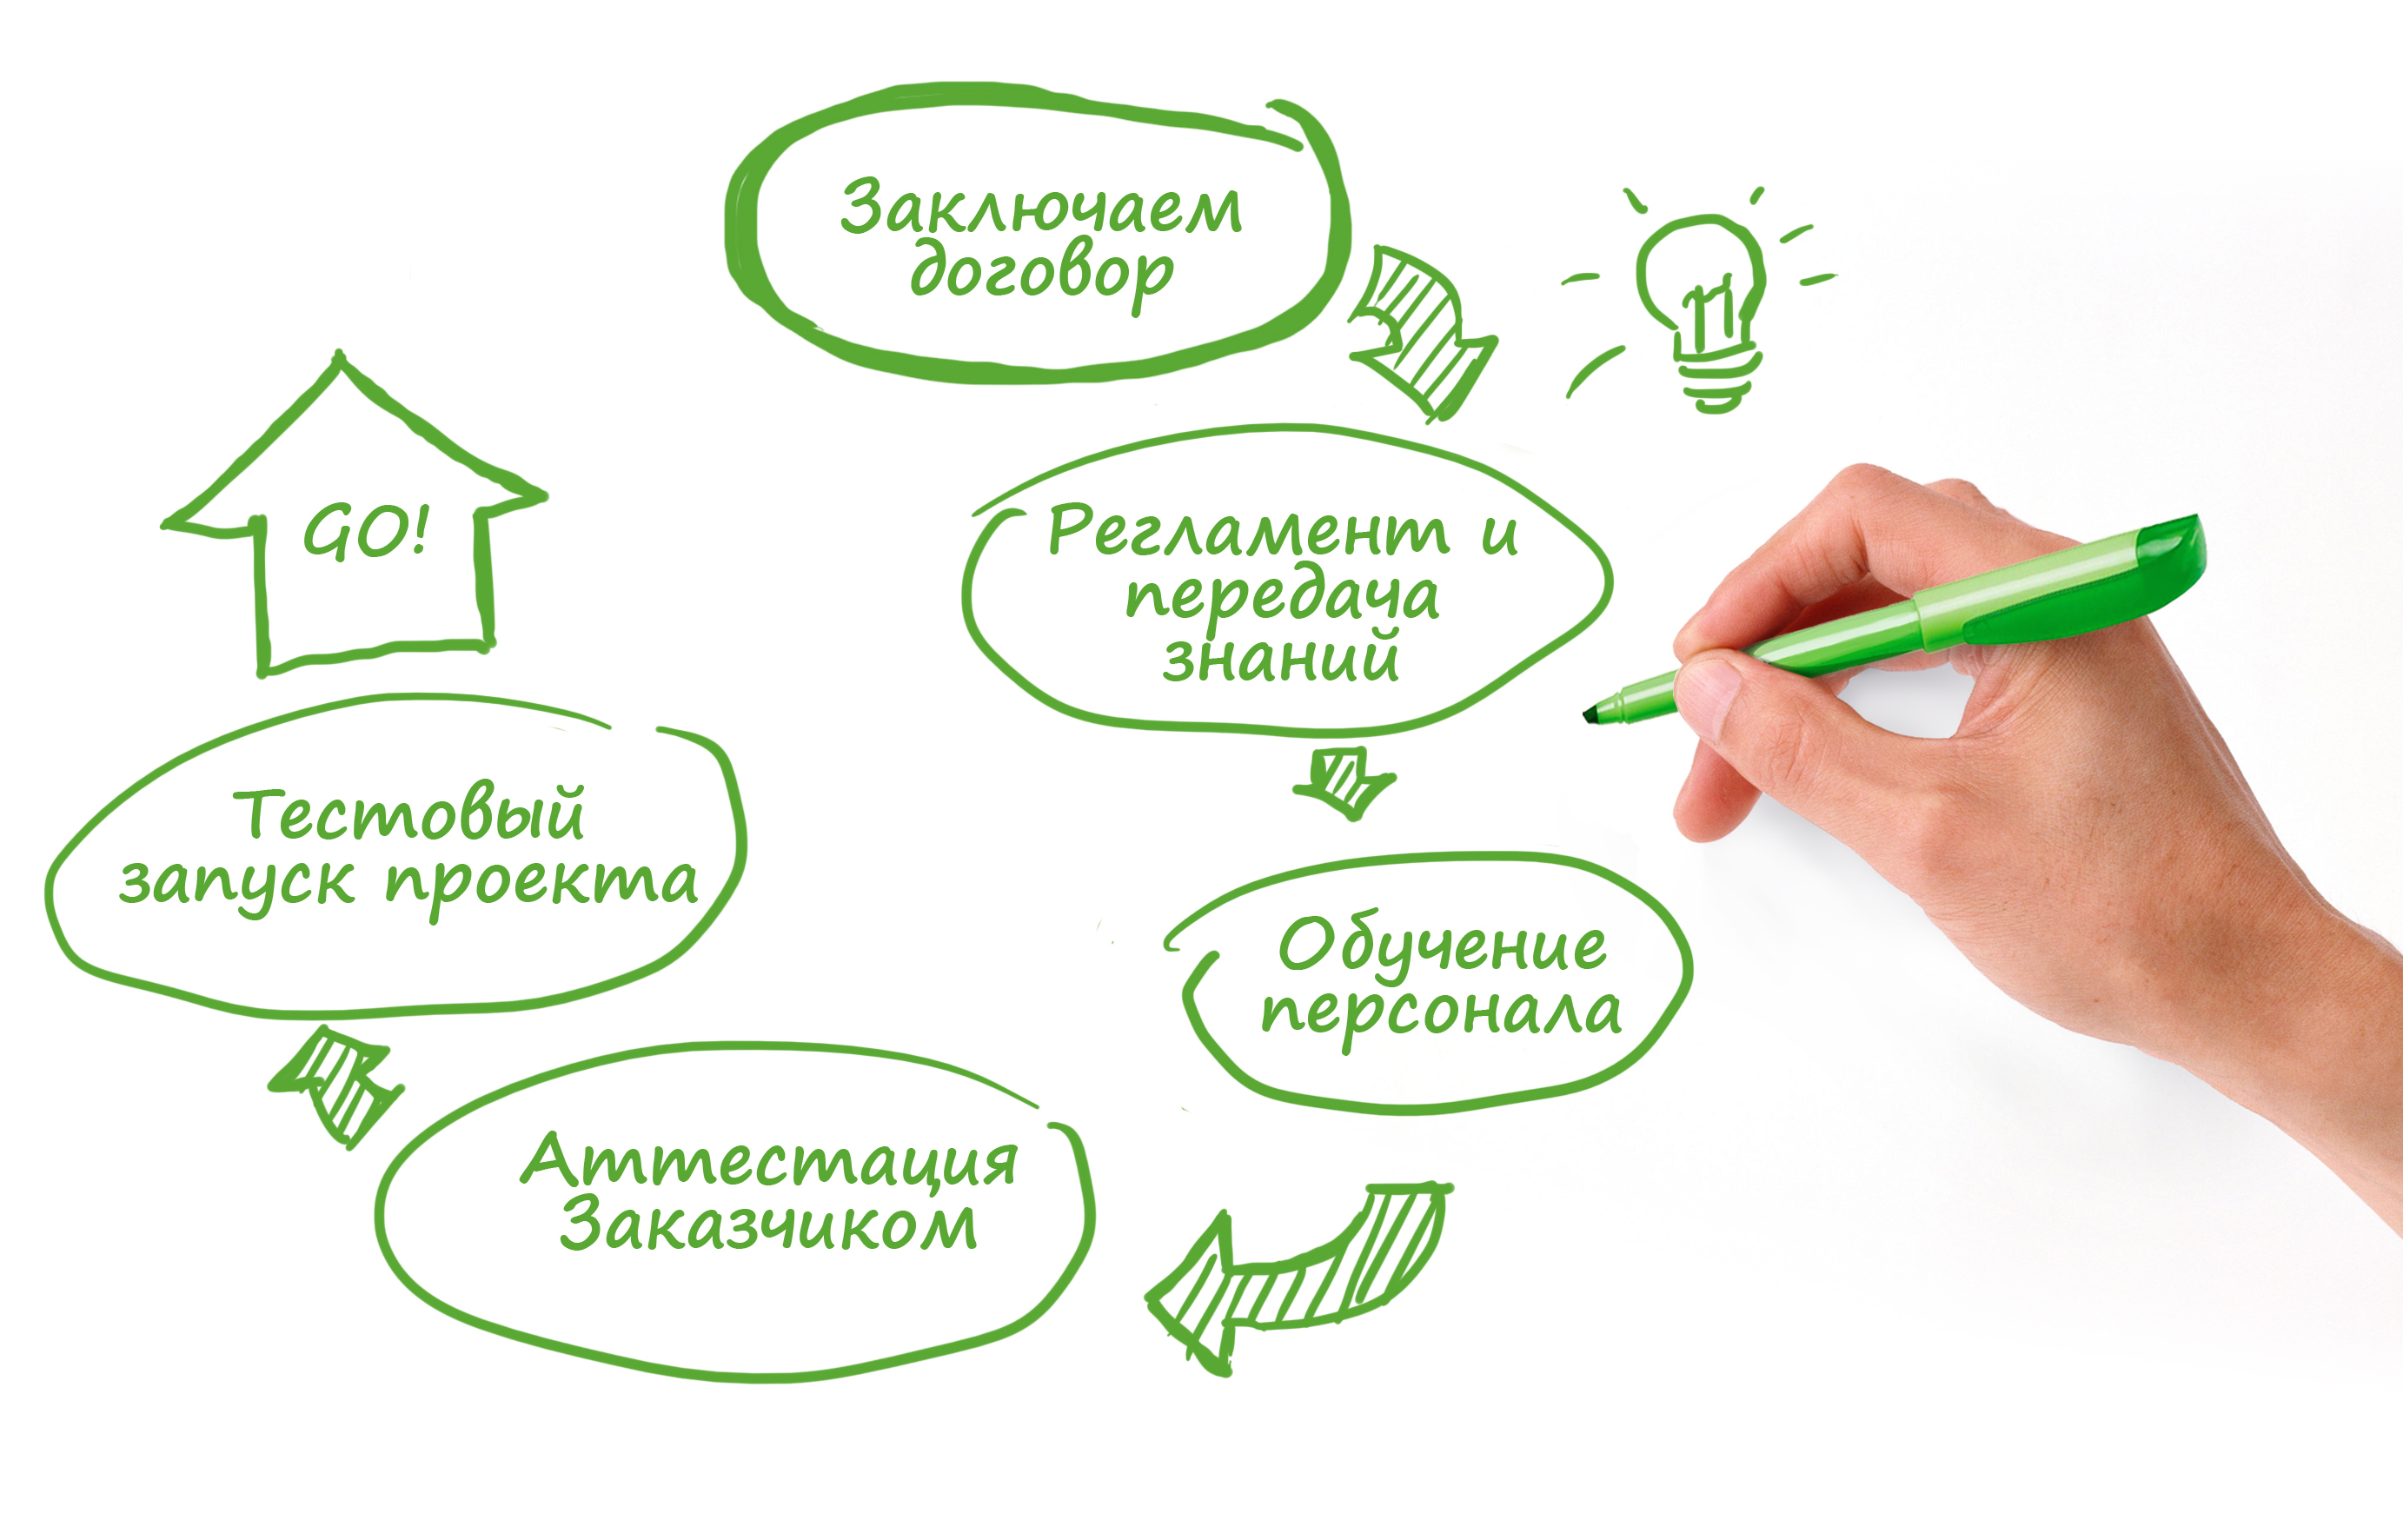 Заключаем
договор
Регламент и
передача
знаний
Обучение
персонала
Аттестация
Заказчиком
Тестовый
запуск проекта
GO!